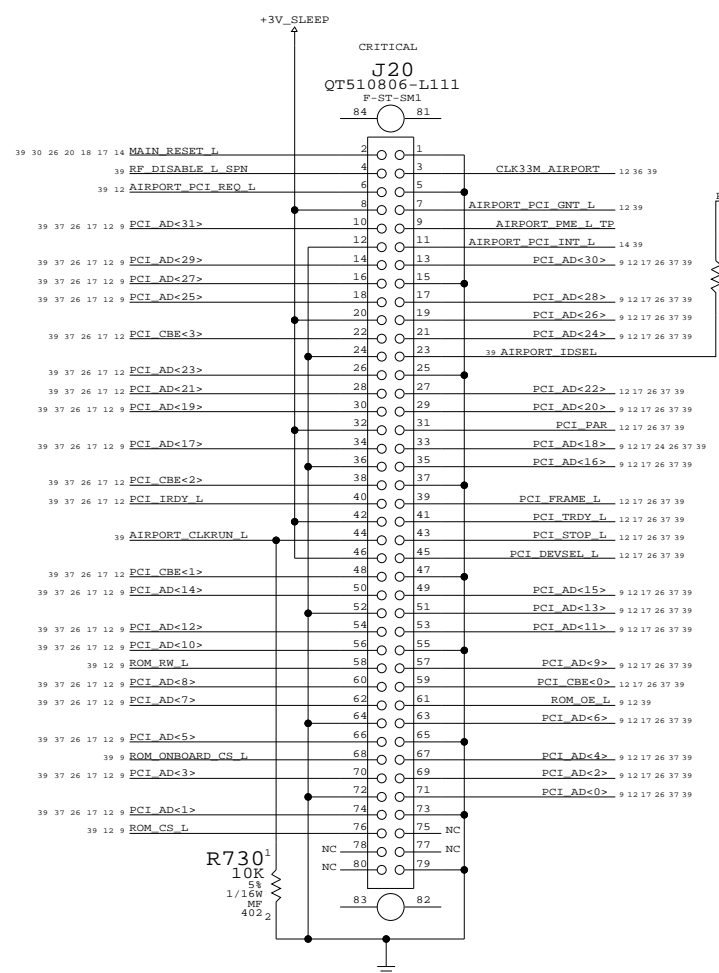 +3V_SLEEP
CRITICAL
J20
QT510806-L111
F-ST-SM1
84 81
39 30 26 20 18 17 14 MAIN_RESET_L 2 1
39 RF_DISABLE_L_SPN 4 3 CLK33M_AIRPORT 12 36 39
39 12 AIRPORT_PCI_REQ_L 6 5
8 7 AIRPORT_PCI_GNT_L 12 39
39 37 26 17 12 9 PCI_AD<31> 10 9 AIRPORT_PME_L_TP
12 11 AIRPORT_PCI_INT_L 14 39
39 37 26 17 12 9 PCI_AD<29> 14 13 PCI_AD<30> 9 12 17 26 37 39
39 37 26 17 12 9 PCI_AD<27> 16 15
39 37 26 17 12 9 PCI_AD<25> 18 17 PCI_AD<28> 9 12 17 26 37 39
20 19 PCI_AD<26> 9 12 17 26 37 39
39 37 26 17 12 PCI_CBE<3> 22 21 PCI_AD<24> 9 12 17 26 37 39
24 23 39 AIRPORT_IDSEL
39 37 26 17 12 PCI_AD<23> 26 25
39 37 26 17 12 PCI_AD<21> 28 27 PCI_AD<22> 12 17 26 37 39
39 37 26 17 12 9 PCI_AD<19> 30 29 PCI_AD<20> 9 12 17 26 37 39
32 31 PCI_PAR 12 17 26 37 39
39 37 26 17 12 9 PCI_AD<17> 34 33 PCI_AD<18> 9 12 17 24 26 37 39
36 35 PCI_AD<16> 9 12 17 26 37 39
39 37 26 17 12 PCI_CBE<2> 38 37
39 37 26 17 12 PCI_IRDY_L 40 39 PCI_FRAME_L 12 17 26 37 39
42 41 PCI_TRDY_L 12 17 26 37 39
39 AIRPORT_CLKRUN_L 44 43 PCI_STOP_L 12 17 26 37 39
46 45 PCI_DEVSEL_L 12 17 26 37 39
39 37 26 17 12 PCI_CBE<1> 48 47
39 37 26 17 12 9 PCI_AD<14> 50 49 PCI_AD<15> 9 12 17 26 37 39
52 51 PCI_AD<13> 9 12 17 26 37 39
39 37 26 17 12 9 PCI_AD<12> 54 53 PCI_AD<11> 9 12 17 26 37 39
39 37 26 17 12 9 PCI_AD<10> 56 55
39 12 9 ROM_RW_L 58 57 PCI_AD<9> 9 12 17 26 37 39
39 37 26 17 12 9 PCI_AD<8> 60 59 PCI_CBE<0> 12 17 26 37 39
39 37 26 17 12 9 PCI_AD<7> 62 61 ROM_OE_L 9 12 39
64 63 PCI_AD<6> 9 12 17 26 37 39
39 37 26 17 12 9 PCI_AD<5> 66 65
39 9 ROM_ONBOARD_CS_L 68 67 PCI_AD<4> 9 12 17 26 37 39
39 37 26 17 12 9 PCI_AD<3> 70 69 PCI_AD<2> 9 12 17 26 37 39
72 71 PCI_AD<0> 9 12 17 26 37 39
39 37 26 17 12 9 PCI_AD<1> 74 73
39 12 9 ROM_CS_L 76 75 NC
NC 78 77 NC
NC 80 79
R730 1
10K
5%
1/16W
MF
402 2
83 82